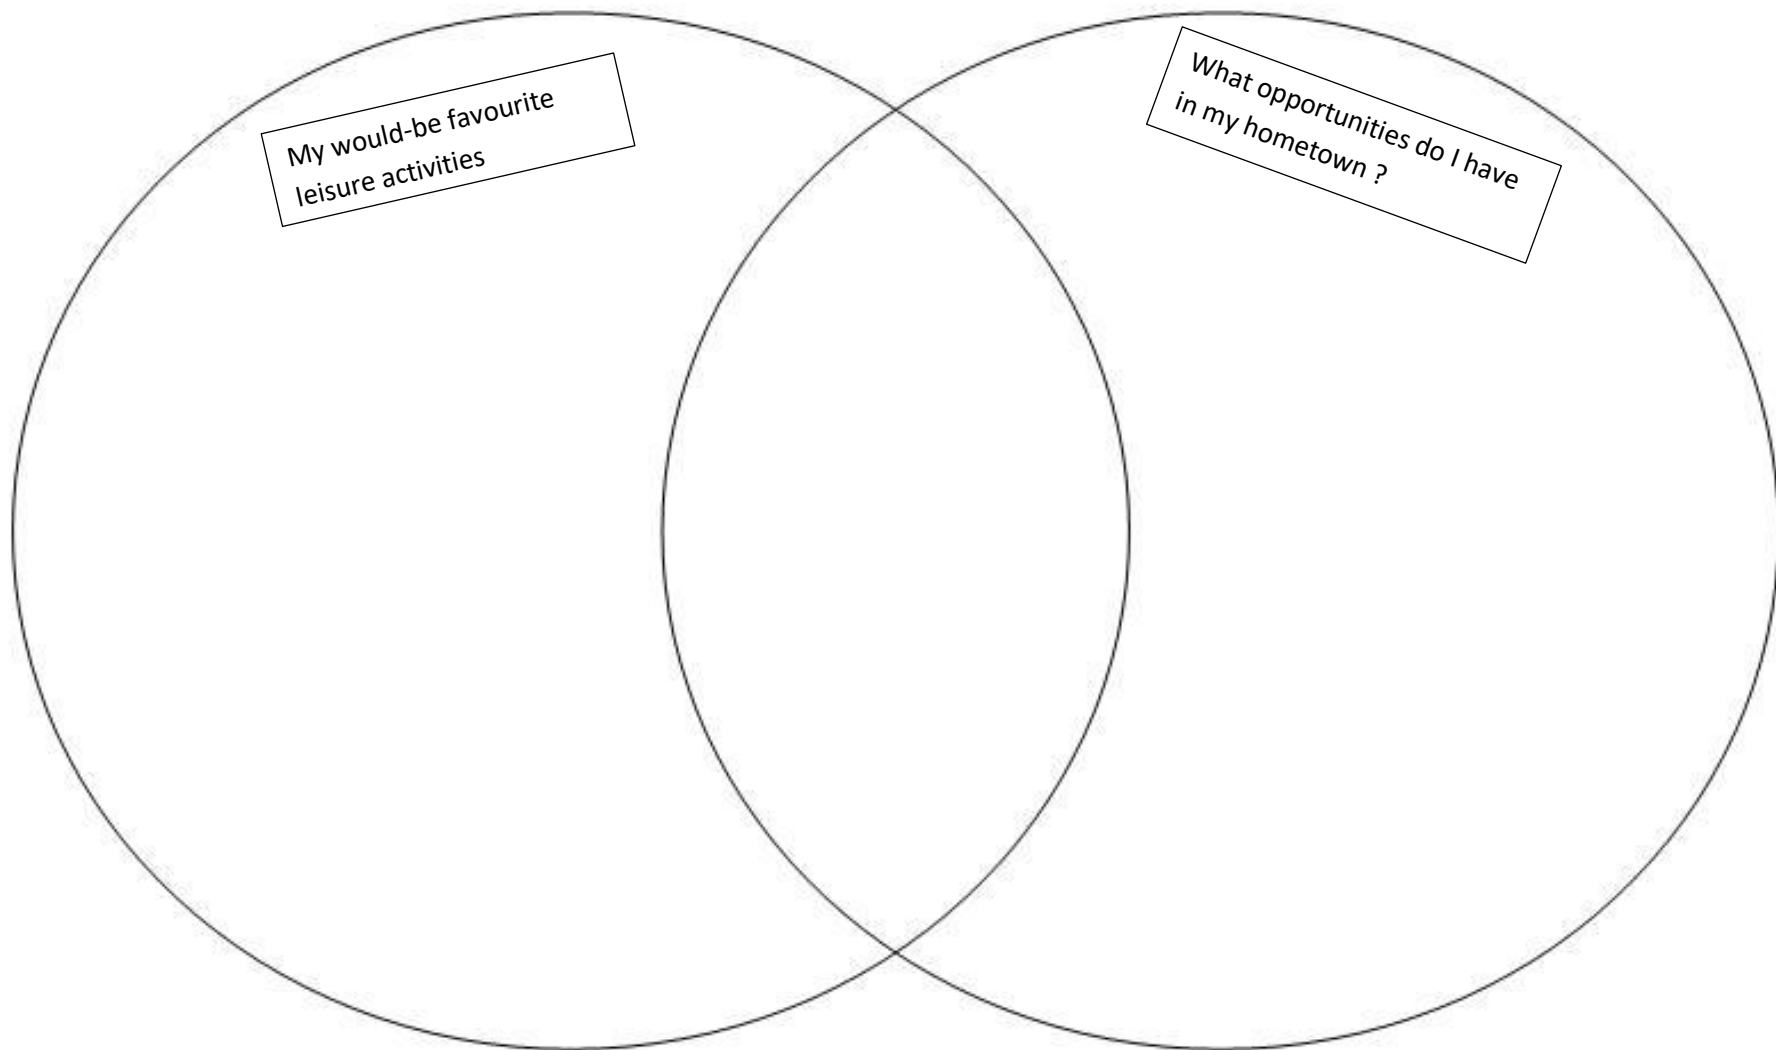 My would-be favourite
leisure activities
What opportunities do I have
in my hometown ?